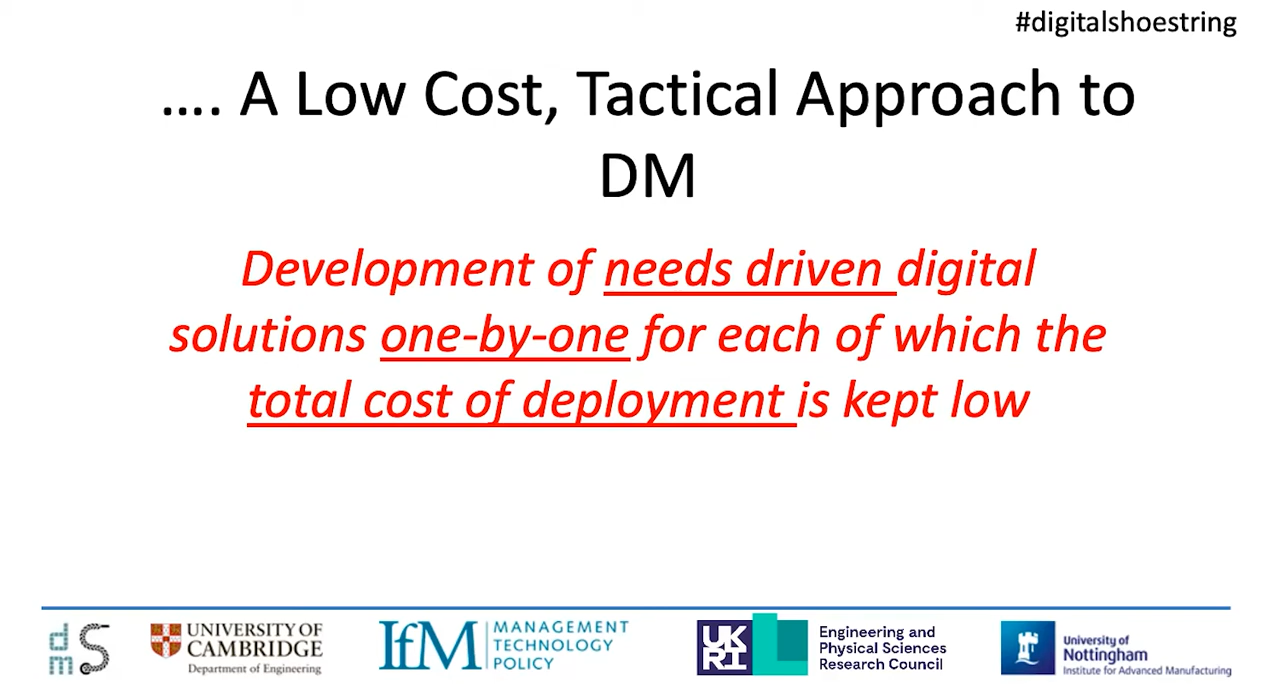 #digitalshoestring
…. A Low Cost, Tactical Approach to
DM
Development of needs driven digital
solutions one-by-one for each of which the
total cost of deployment is kept low
d
m S
UNIVERSITY OF
CAMBRIDGE
Department of Engineering
IfM
MANAGEMENT
TECHNOLOGY
POLICY
UK
RI
Engineering and
Physical Sciences
Research Council
University of
Nottingham
Institute for Advanced Manufacturing